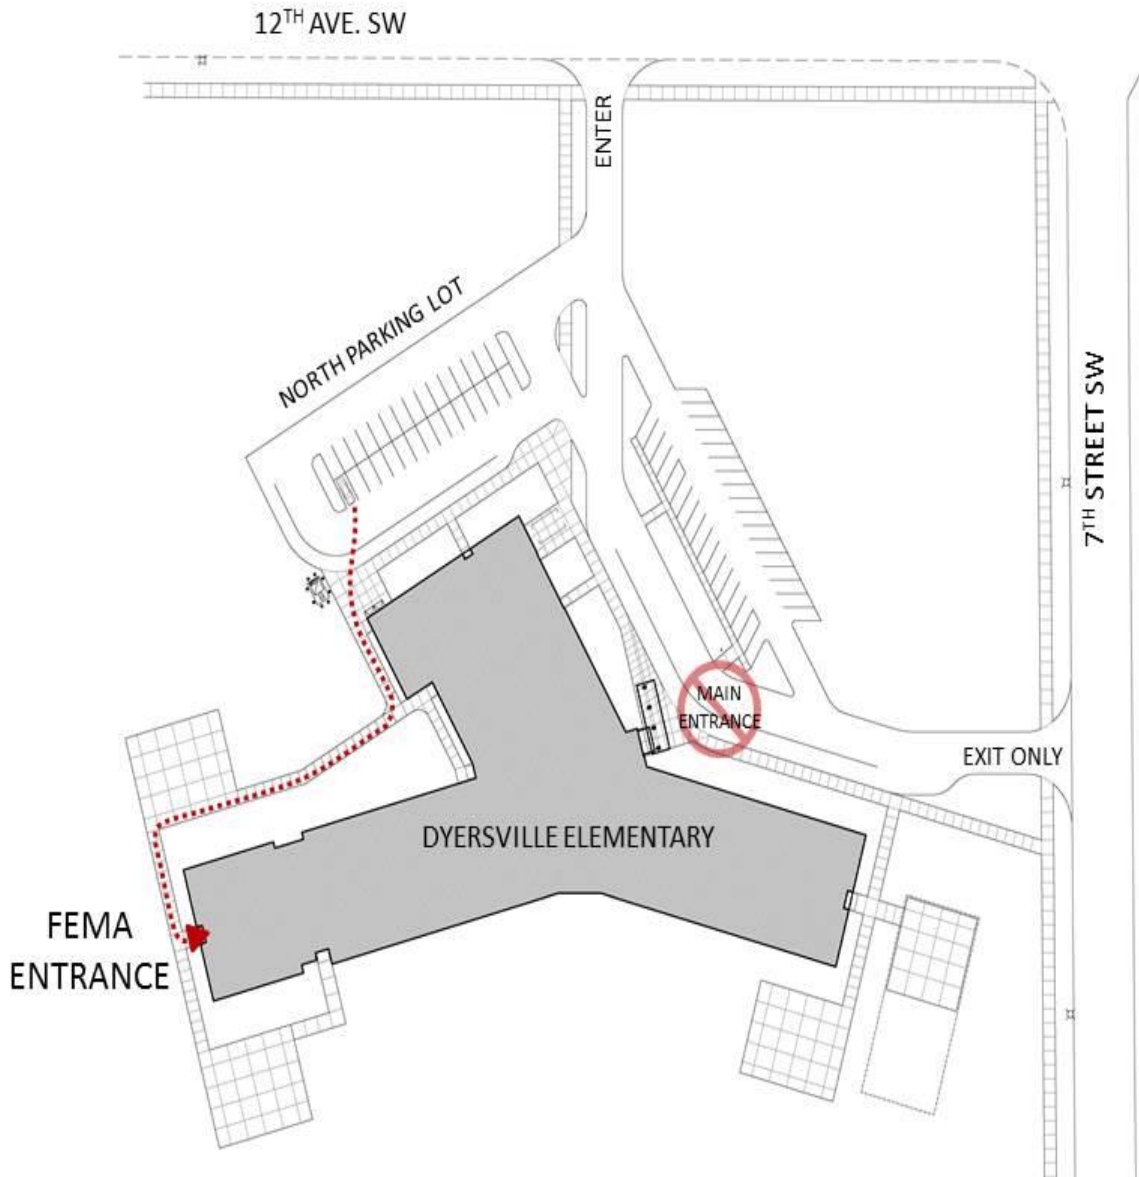 12TH AVE. SW
ENTER
NORTH PARKING LOT
7TH STREET SW
MAIN
ENTRANCE
EXIT ONLY
DYERSVILLE ELEMENTARY
FEMA
ENTRANCE